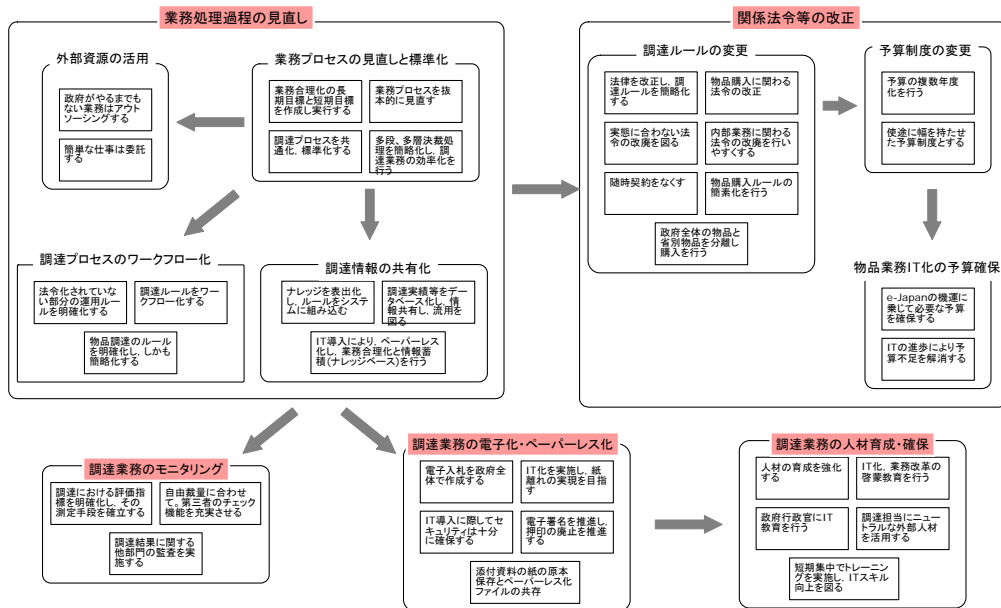 業務処理過程の見直し
外部資源の活用
政府がやるまでも
ない業務はアウト
ソーシングする
簡単な仕事は委託
する
業務プロセスの見直しと標準化
業務合理化の長
期目標と短期目標
を作成し実行する
業務プロセスを抜
本的に見直す
調達プロセスを共
通化，標準化する
多段、多層決裁処
理を簡略化し，調
達業務の効率化を
行う
調達プロセスのワークフロー化
法令化されていな
い部分の運用ルー
ルを明確化する
調達ルールをワー
クフロー化する
物品調達のルール
を明確化し，しかも
簡略化する
調達情報の共有化
ナレッジを表出化
し，ルールをシステ
ムに組み込む
調達実績等をデー
タベース化し，情
報共有し，流用を
図る
IT導入により，ペーパーレス
化し，業務合理化と情報蓄
積(ナレッジベース)を行う
関係法令等の改正
調達ルールの変更
法律を改正し，調
達ルールを簡略化
する
物品購入に関わる
法令の改正
実態に合わない法
令の改廃を図る
内部業務に関わる
法令の改廃を行い
やすくする
随時契約をなくす
物品購入ルールの
簡素化を行う
政府全体の物品と
省別物品を分離し
購入を行う
予算制度の変更
予算の複数年度
化を行う
使途に幅を持たせ
た予算制度とする
物品業務IT化の予算確保
e-Japanの機運に
乗じて必要な予算
を確保する
ITの進歩により予
算不足を解消する
調達業務のモニタリング
調達における評価指
標を明確化し，その
測定手段を確立する
自由裁量に合わせ
て。第三者のチェック
機能を充実させる
調達結果に関する
他部門の監査を実
施する
調達業務の電子化・ペーパーレス化
電子入札を政府全
体で作成する
IT化を実施し，紙
離れの実現を目指
す
IT導入に際してセ
キュリティは十分
に確保する
電子署名を推進し，
押印の廃止を推進
する
添付資料の紙の原本
保存とペーパーレス化
ファイルの共存
調達業務の人材育成・確保
人材の育成を強化
する
IT化，業務改革の
啓蒙教育を行う
政府行政官にIT
教育を行う
調達担当にニュー
トラルな外部人材
を活用する
短期集中でトレーニン
グを実施し，ITスキル
向上を図る